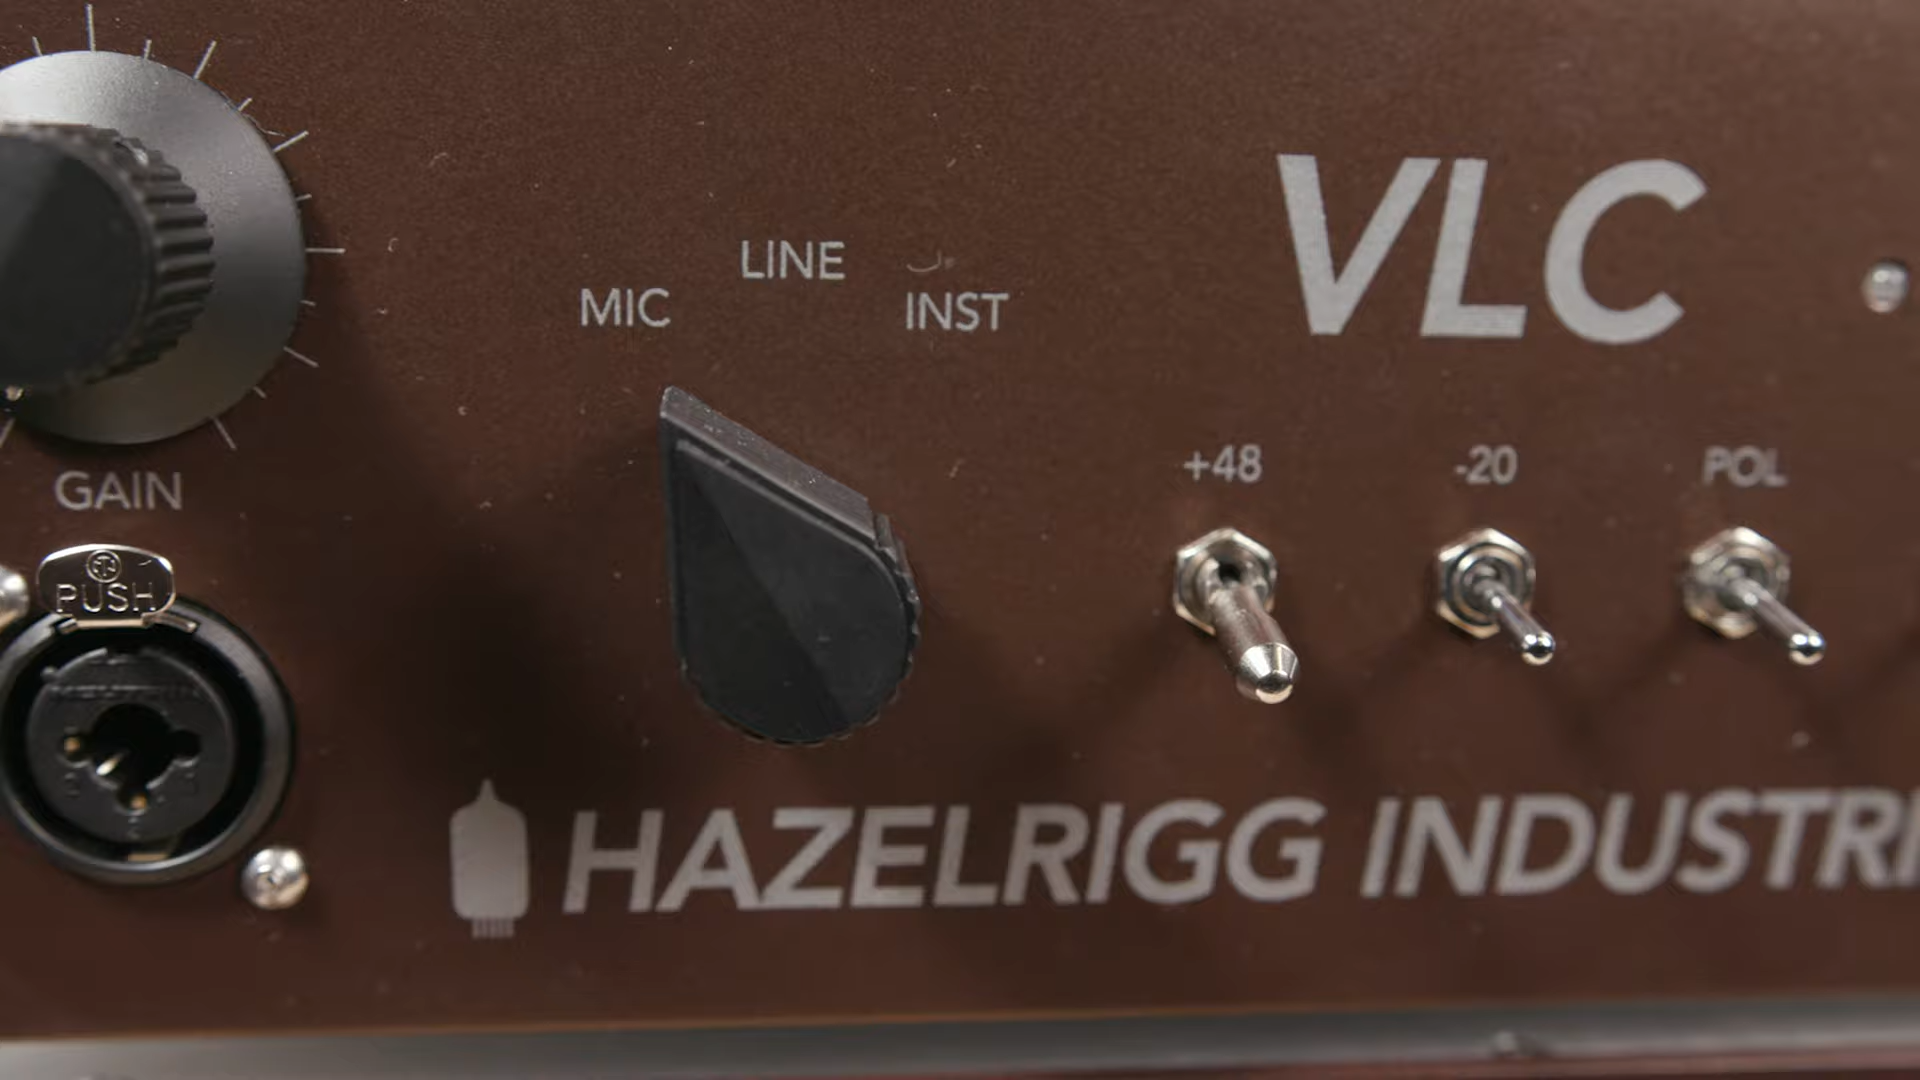 VLC
LINE
MIC
INST
+48
-20
POL
GAIN
PUSH
HAZELRIGG INDUSTRI